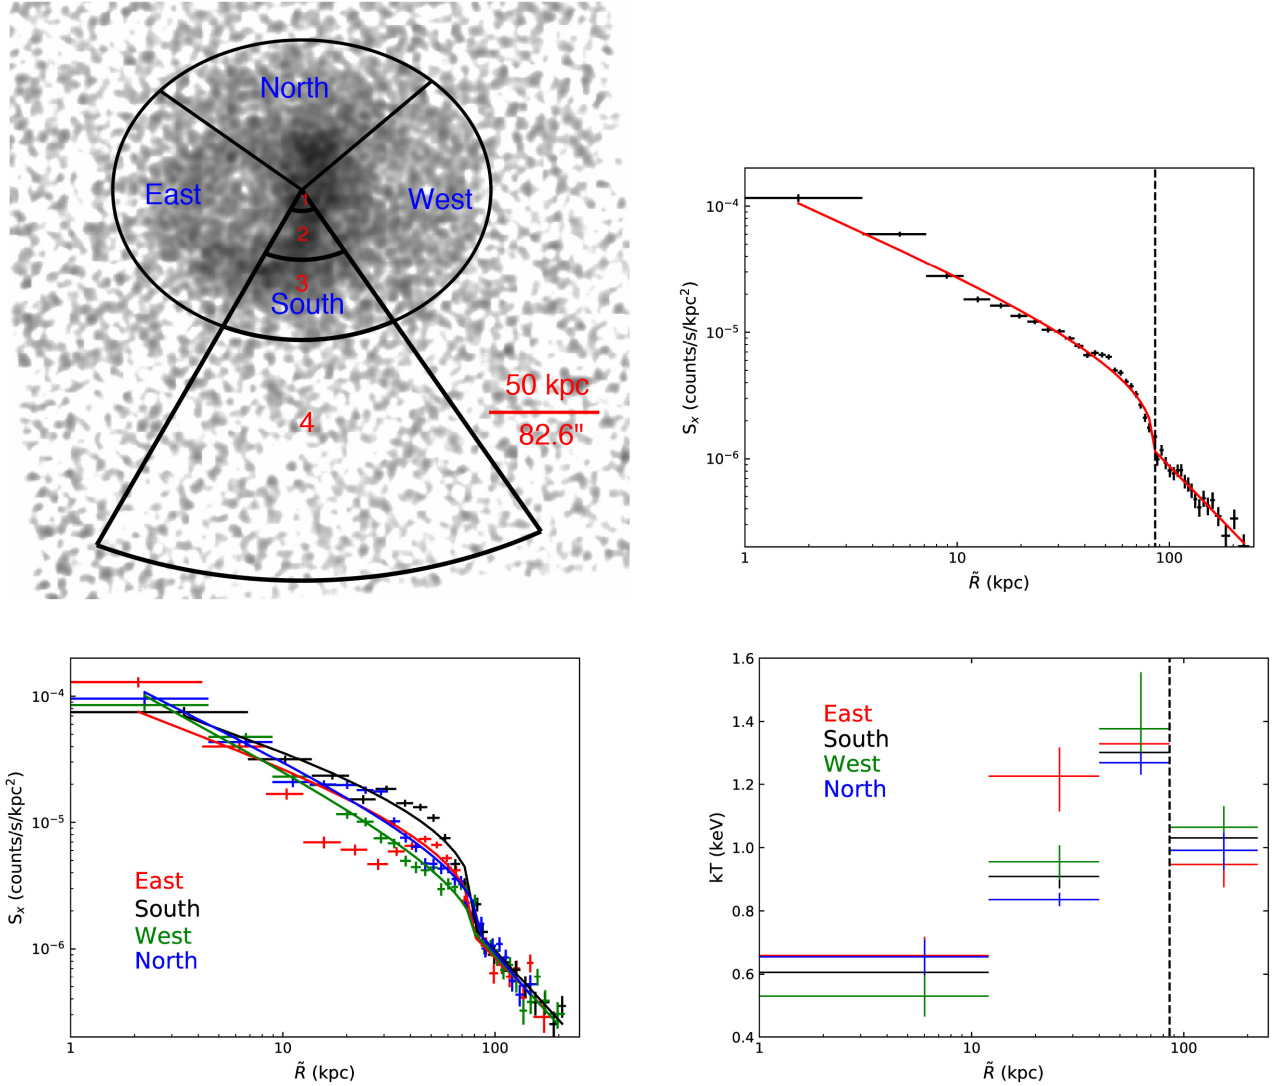 North
East
West
1
2
3
South
4
50 kpc
82.6"
10⁻⁴
10⁻⁵
10⁻⁶
Sₓ (counts/s/kpc²)
1
10
100
R̃ (kpc)
10⁻⁴
10⁻⁵
10⁻⁶
Sₓ (counts/s/kpc²)
East
South
West
North
1
10
100
R̃ (kpc)
1.6
1.4
1.2
1.0
0.8
0.6
0.4
kT (keV)
East
South
West
North
1
10
100
R̃ (kpc)